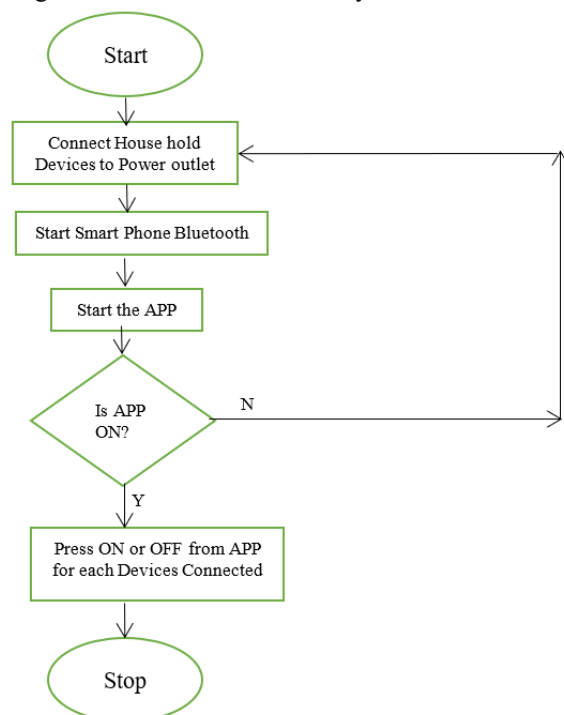 Start
Connect House hold
Devices to Power outlet
Start Smart Phone Bluetooth
Start the APP
Is APP
ON?
N
Y
Press ON or OFF from APP
for each Devices Connected
Stop